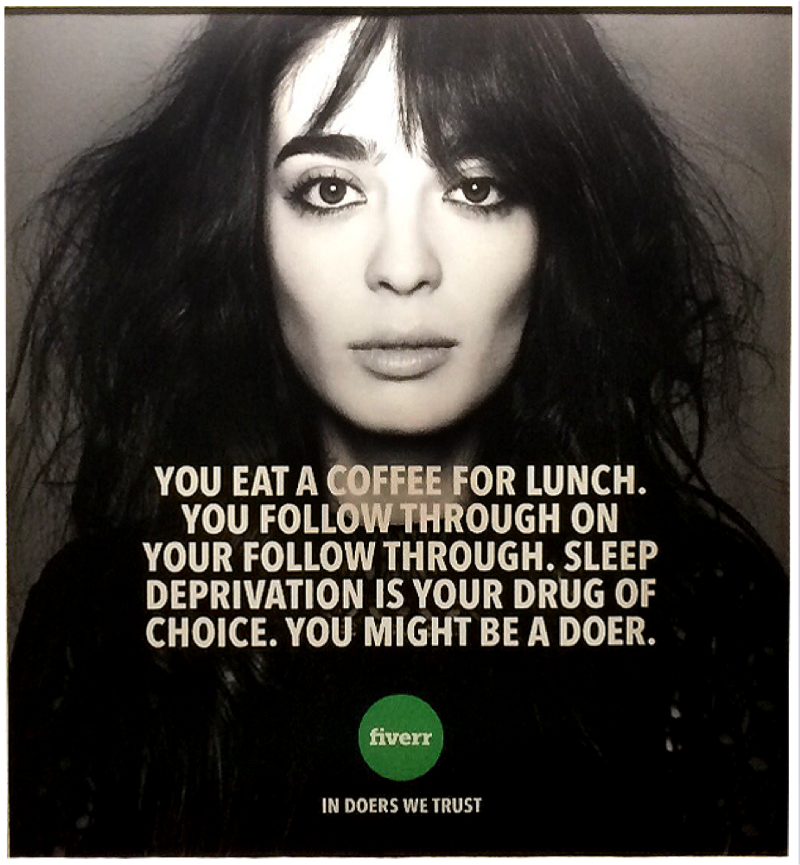 YOU EAT A COFFEE FOR LUNCH.
YOU FOLLOW THROUGH ON
YOUR FOLLOW THROUGH. SLEEP
DEPRIVATION IS YOUR DRUG OF
CHOICE. YOU MIGHT BE A DOER.
fiverr
IN DOERS WE TRUST